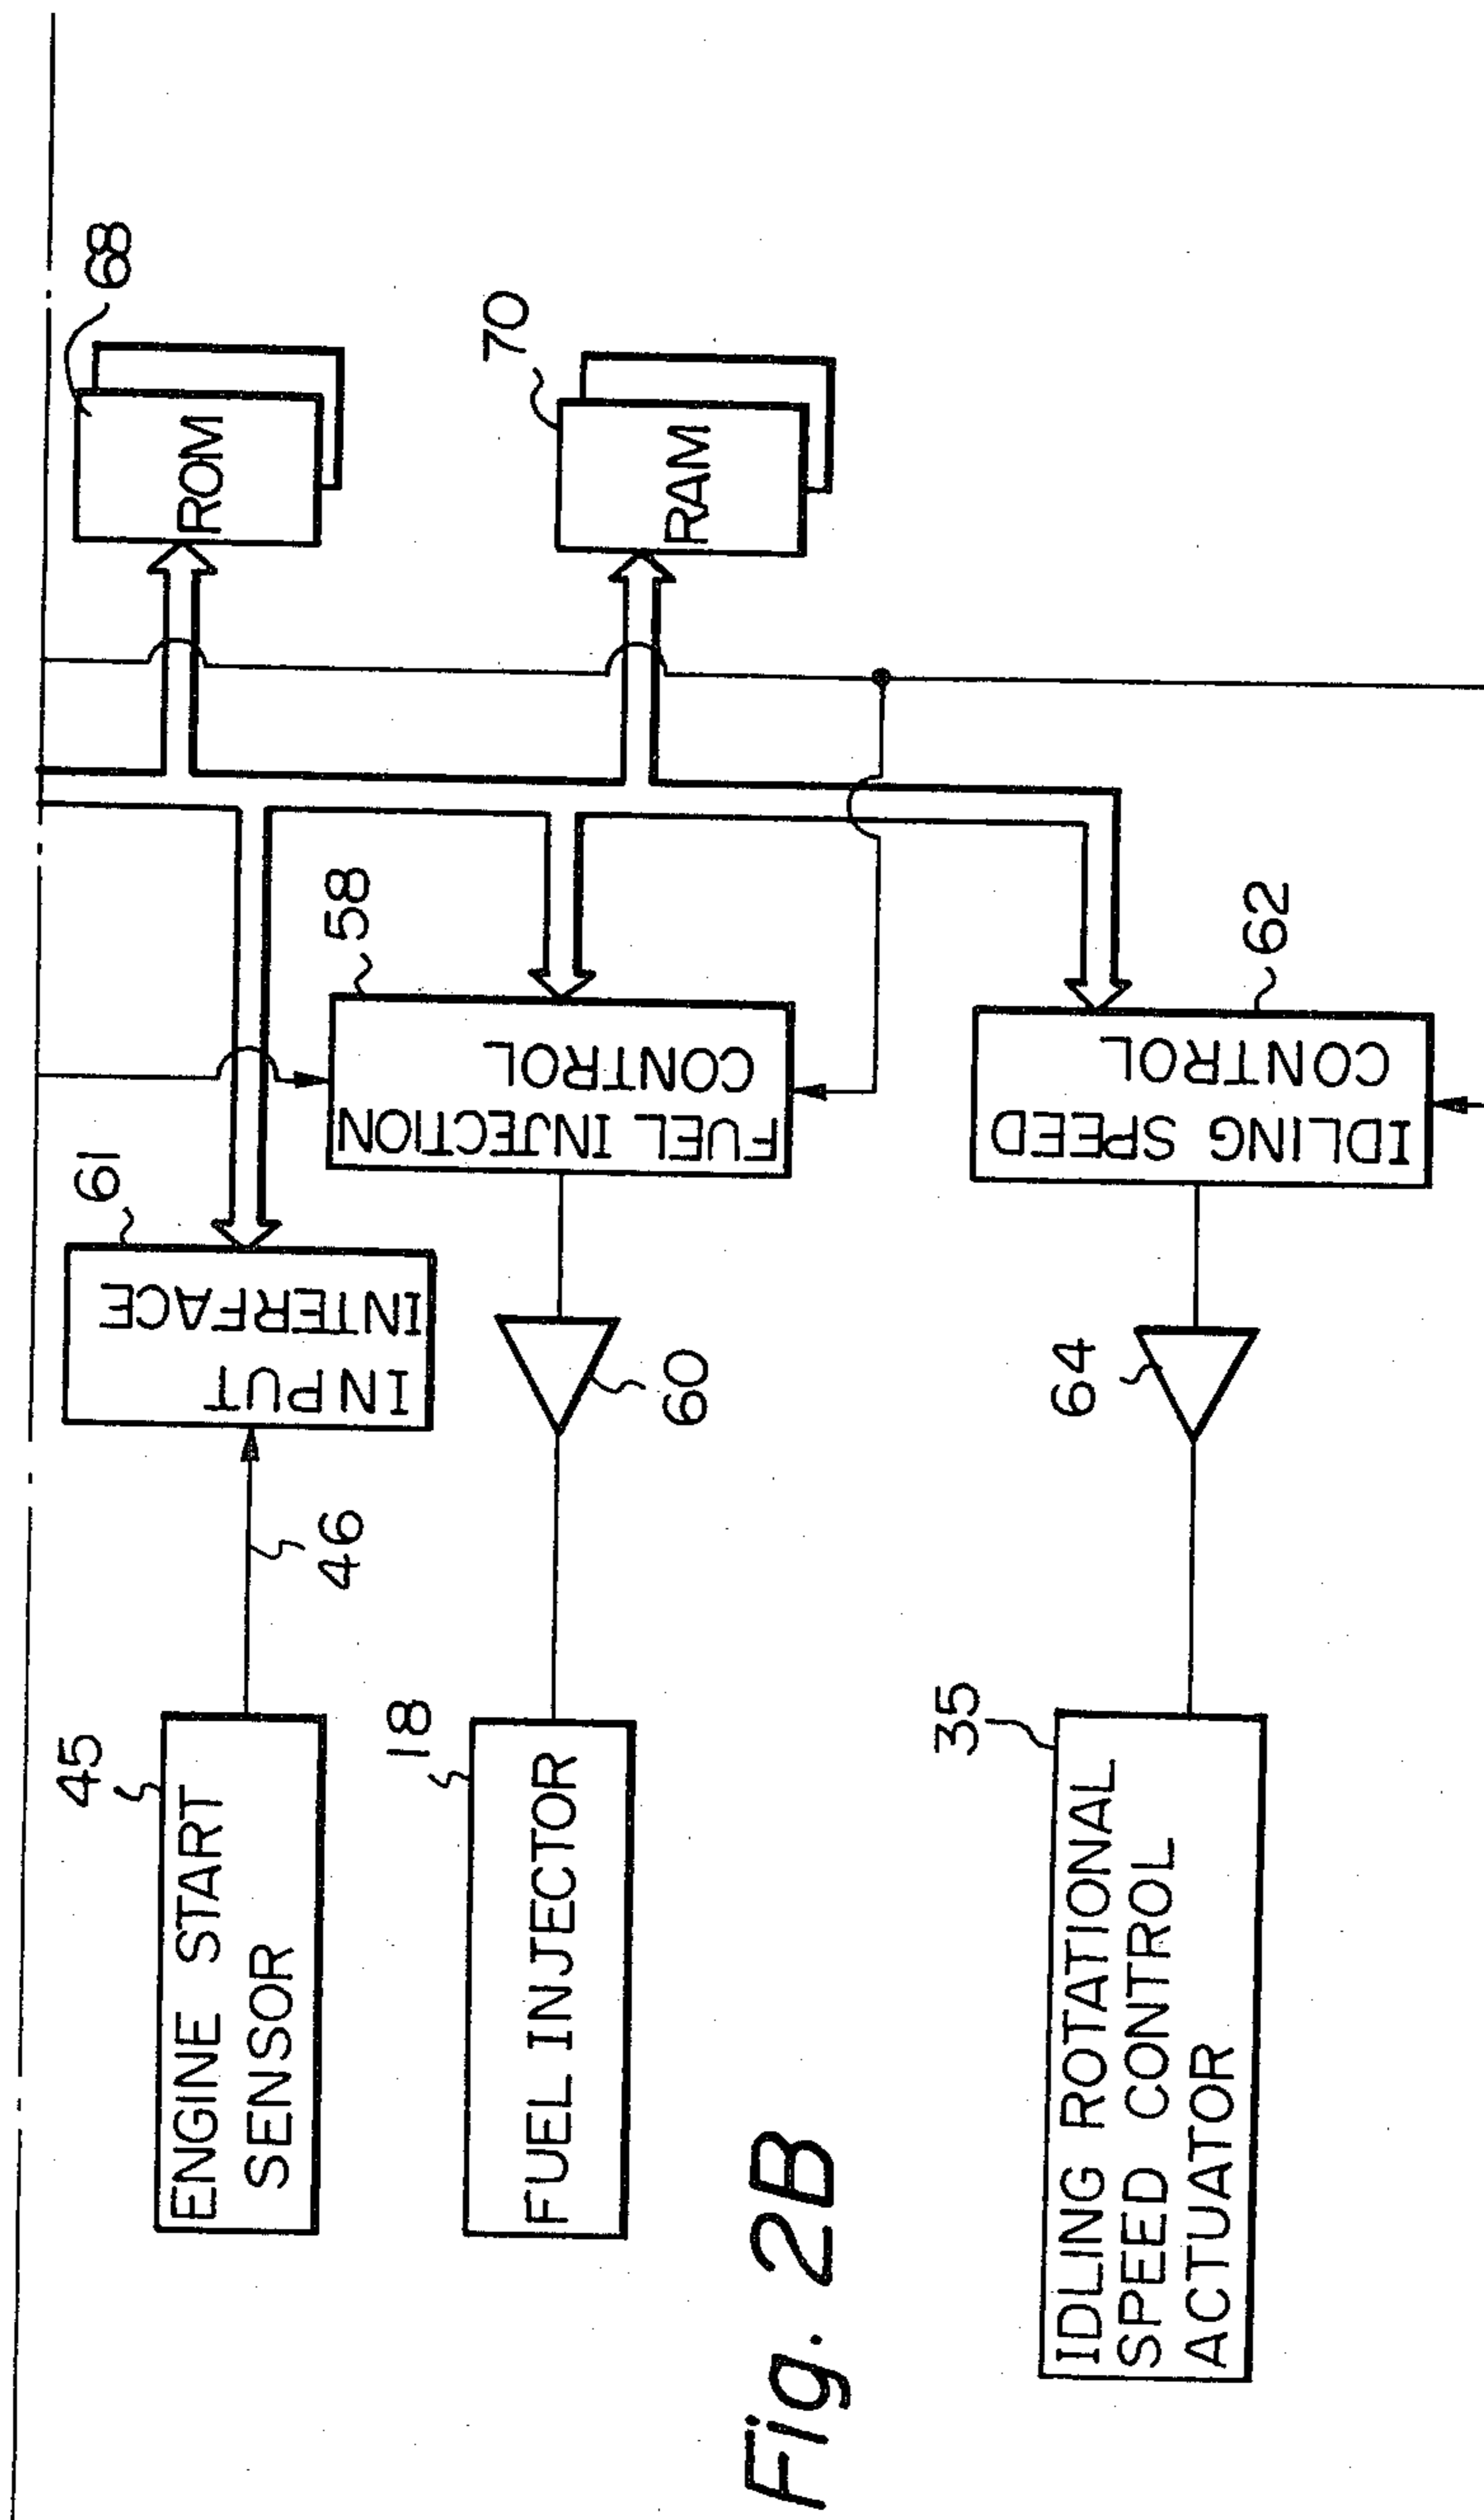 68
ROM
70
RAM
61
INPUT
INTERFACE
58
FUEL INJECTION
CONTROL
62
IDLING SPEED
CONTROL
45
ENGINE START
SENSOR
46
18
FUEL INJECTOR
60
35
IDLING ROTATIONAL
SPEED CONTROL
ACTUATOR
64
Fig. 2B